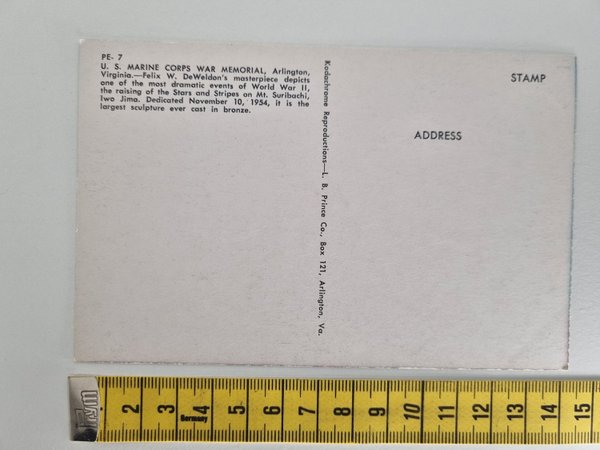 PE- 7
U. S. MARINE CORPS WAR MEMORIAL, Arlington,
Virginia.—Felix W. DeWeldon's masterpiece depicts
one of the most dramatic events of World War II,
the raising of the Stars and Stripes on Mt. Suribachi,
Iwo Jima. Dedicated November 10, 1954, it is the
largest sculpture ever cast in bronze.
Kodachrome Reproductions—L. B. Prince Co., Box 121, Arlington, Va.
STAMP
ADDRESS
2 3 4 5 6 7 8 9 10 11 12 13 14 15
Germany